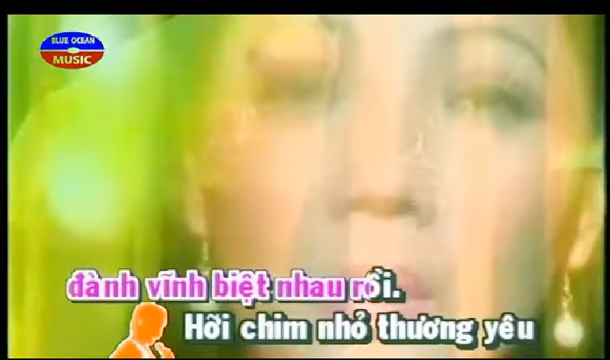 BLUE OCEAN
MUSIC
đành vĩnh biệt nhau rồi.
Hỡi chim nhỏ thương yêu